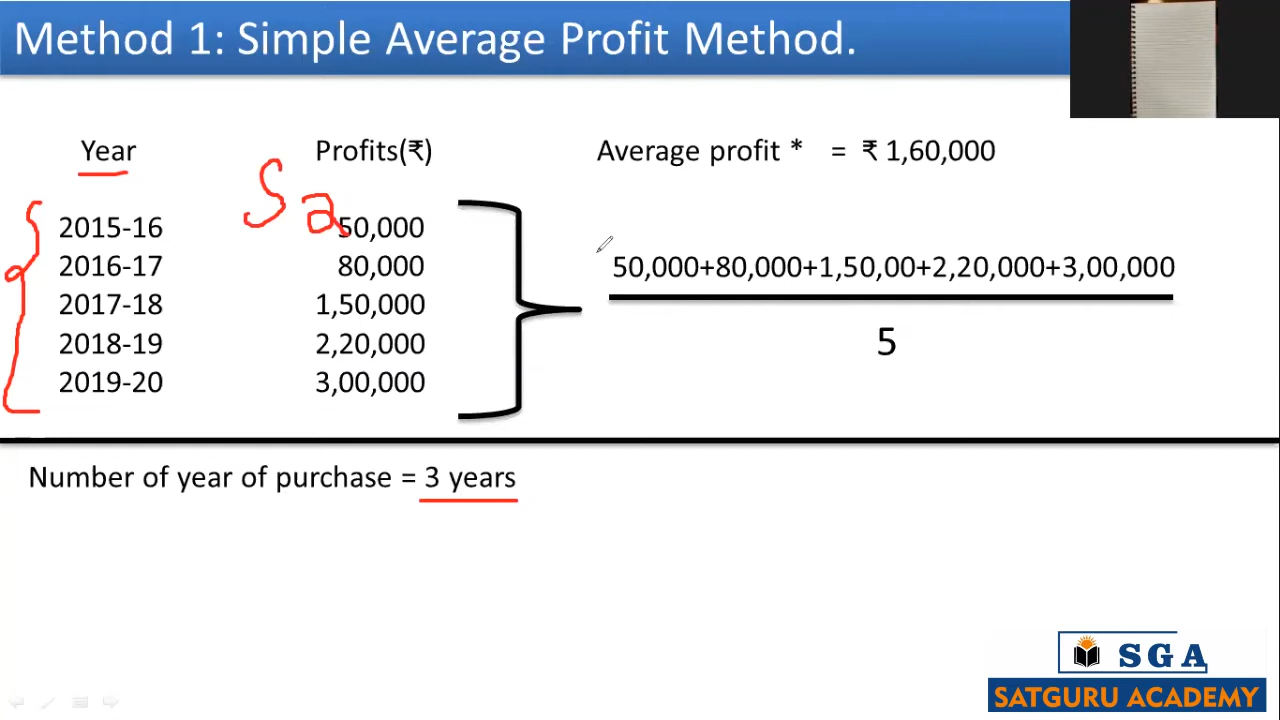 Method 1: Simple Average Profit Method.
Year Profits(₹) Average profit * = ₹ 1,60,000
2015-16 50,000
2016-17 80,000
2017-18 1,50,000
2018-19 2,20,000
2019-20 3,00,000
50,000+80,000+1,50,00+2,20,000+3,00,000
5
Number of year of purchase = 3 years
SGA
SATGURU ACADEMY